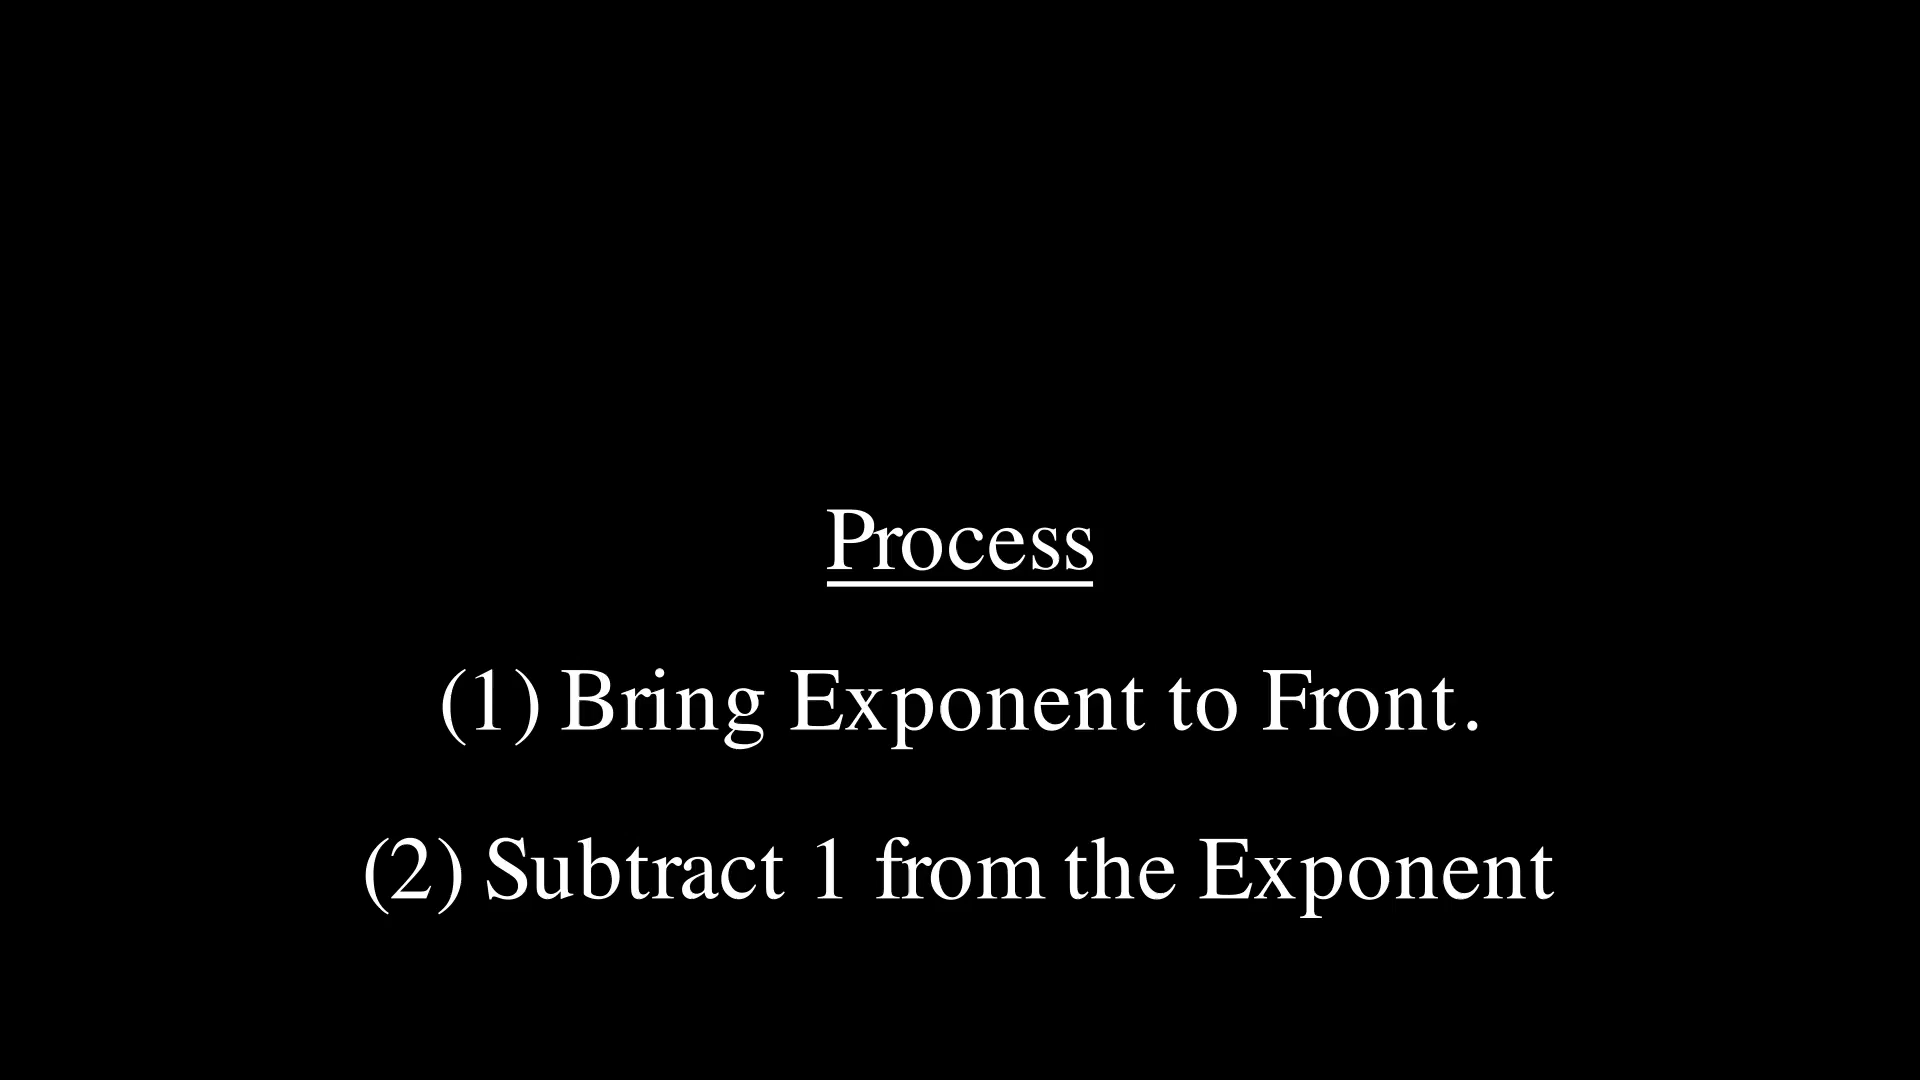 Process
(1) Bring Exponent to Front.
(2) Subtract 1 from the Exponent